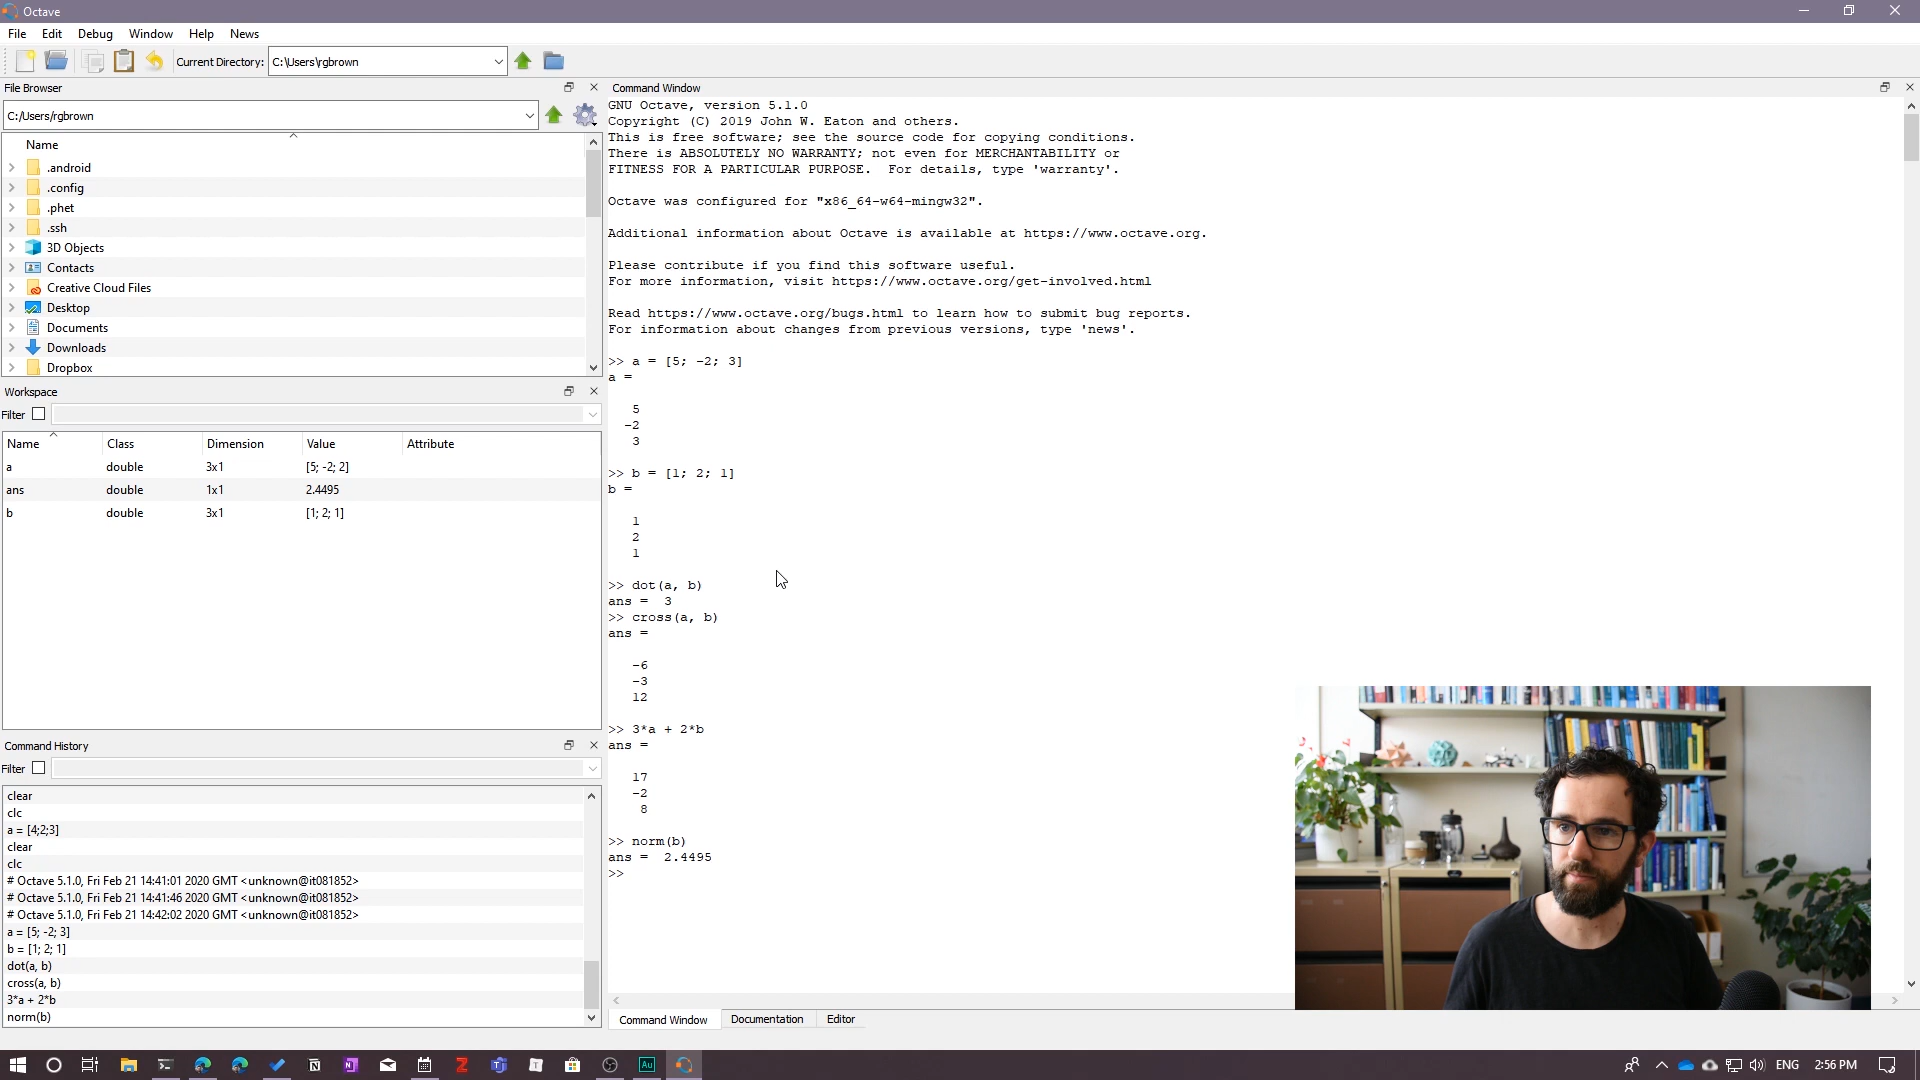 Octave
File Edit Debug Window Help News
Current Directory: C:\Users\rgbrown
File Browser
C:/Users/rgbrown
Name
.android
.config
.phet
.ssh
3D Objects
Contacts
Creative Cloud Files
Desktop
Documents
Downloads
Dropbox
Workspace
Filter
Name Class Dimension Value Attribute
a double 3x1 [5; -2; 2]
ans double 1x1 2.4495
b double 3x1 [1; 2; 1]
Command History
Filter
clear
clc
a = [4;2;3]
clear
clc
# Octave 5.1.0, Fri Feb 21 14:41:01 2020 GMT <unknown@it081852>
# Octave 5.1.0, Fri Feb 21 14:41:46 2020 GMT <unknown@it081852>
# Octave 5.1.0, Fri Feb 21 14:42:02 2020 GMT <unknown@it081852>
a = [5; -2; 3]
b = [1; 2; 1]
dot(a, b)
cross(a, b)
3*a + 2*b
norm(b)
Command Window
GNU Octave, version 5.1.0
Copyright (C) 2019 John W. Eaton and others.
This is free software; see the source code for copying conditions.
There is ABSOLUTELY NO WARRANTY; not even for MERCHANTABILITY or
FITNESS FOR A PARTICULAR PURPOSE.  For details, type 'warranty'.
Octave was configured for "x86_64-w64-mingw32".
Additional information about Octave is available at https://www.octave.org.
Please contribute if you find this software useful.
For more information, visit https://www.octave.org/get-involved.html
Read https://www.octave.org/bugs.html to learn how to submit bug reports.
For information about changes from previous versions, type 'news'.
>> a = [5; -2; 3]
a =
5
-2
3
>> b = [1; 2; 1]
b =
1
2
1
>> dot(a, b)
ans =  3
>> cross(a, b)
ans =
-6
-3
12
>> 3*a + 2*b
ans =
17
-2
8
>> norm(b)
ans =  2.4495
>>
Command Window Documentation Editor
Au
ENG 2:56 PM